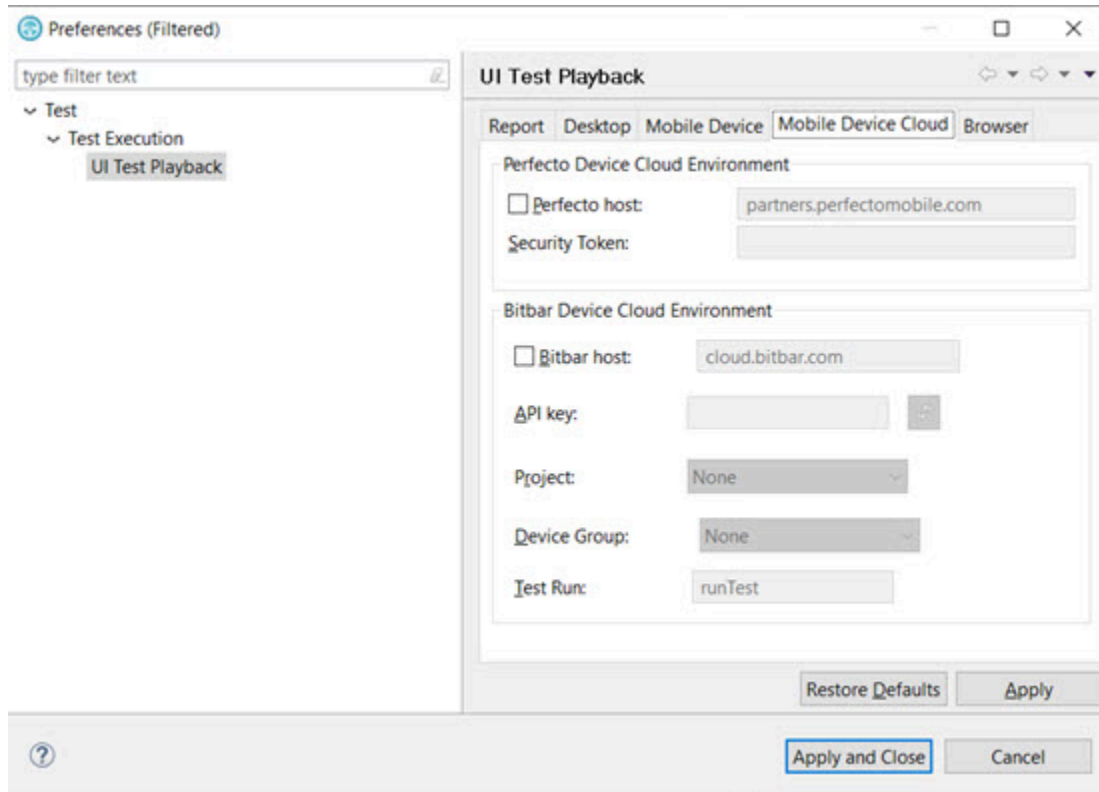 Preferences (Filtered)
type filter text
Test
Test Execution
UI Test Playback
UI Test Playback
Report Desktop Mobile Device Mobile Device Cloud Browser
Perfecto Device Cloud Environment
Perfecto host: partners.perfectomobile.com
Security Token:
Bitbar Device Cloud Environment
Bitbar host: cloud.bitbar.com
API key:
Project: None
Device Group: None
Test Run: runTest
Restore Defaults Apply
? Apply and Close Cancel